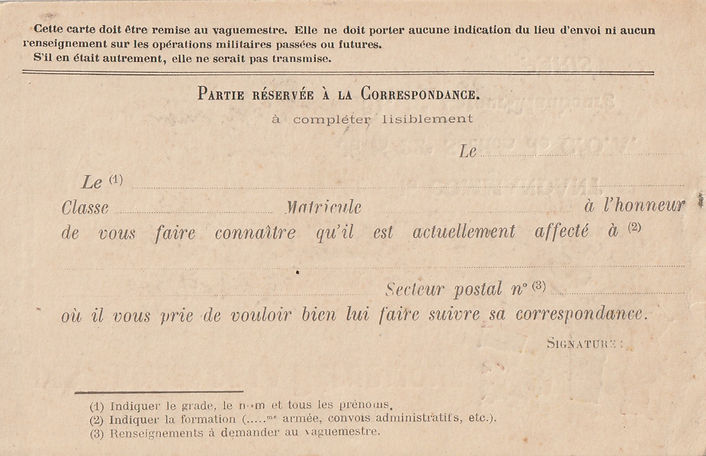 Cette carte doit être remise au vaguemestre. Elle ne doit porter aucune indication du lieu d'envoi ni aucun
renseignement sur les opérations militaires passées ou futures.
S'il en était autrement, elle ne serait pas transmise.
PARTIE RÉSERVÉE À LA CORRESPONDANCE.
à compléter lisiblement
Le
Le (1)
Classe Matricule à l'honneur
de vous faire connaître qu'il est actuellement affecté à (2)
Secteur postal n° (3)
où il vous prie de vouloir bien lui faire suivre sa correspondance.
SIGNATURE :
(1) Indiquer le grade, le nom et tous les prénoms.
(2) Indiquer la formation (.....me armée, convois administratifs, etc.).
(3) Renseignements à demander au vaguemestre.